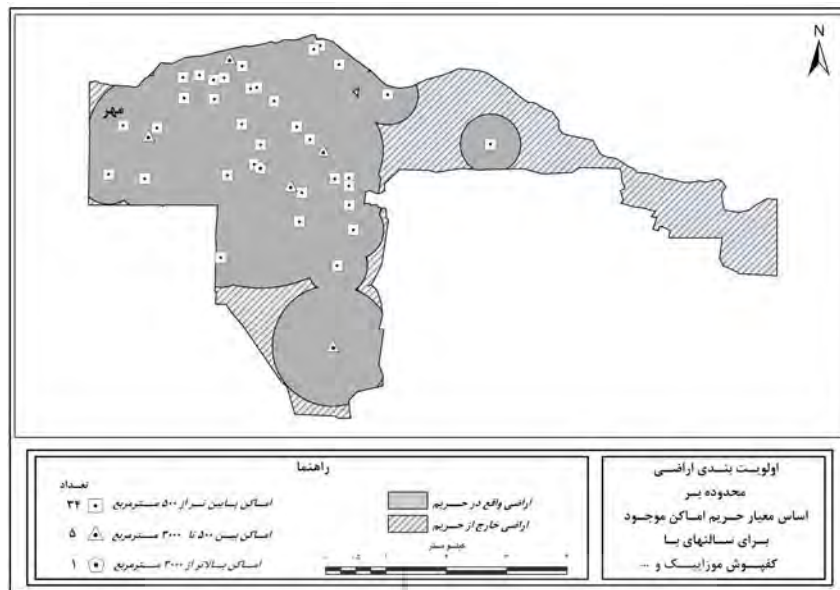 N
مهر
راهنما
تعداد
اماکن پایین تر از ۵۰۰ مترمربع ۳۴
اماکن بین ۵۰۰ تا ۳۰۰۰ مترمربع ۵
اماکن بالاتر از ۳۰۰۰ مترمربع ۱
اراضی واقع در حریم
اراضی خارج از حریم
کیلومتر
اولویت بندی اراضی
محدوده بر
اساس معیار حریم اماکن موجود
برای سالنهای با
کفپوش موزاییک و ...